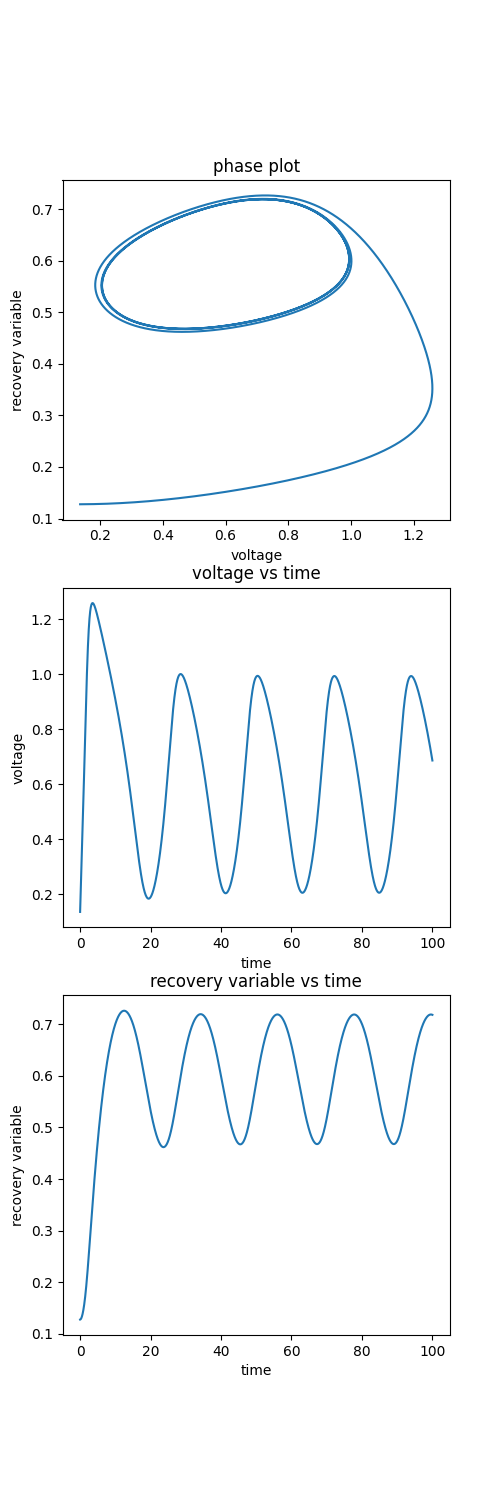 phase plot
0.7
0.6
0.5
0.4
0.3
0.2
0.1
recovery variable
0.2 0.4 0.6 0.8 1.0 1.2
voltage
voltage vs time
1.2
1.0
0.8
0.6
0.4
0.2
voltage
0 20 40 60 80 100
time
recovery variable vs time
0.7
0.6
0.5
0.4
0.3
0.2
0.1
recovery variable
0 20 40 60 80 100
time